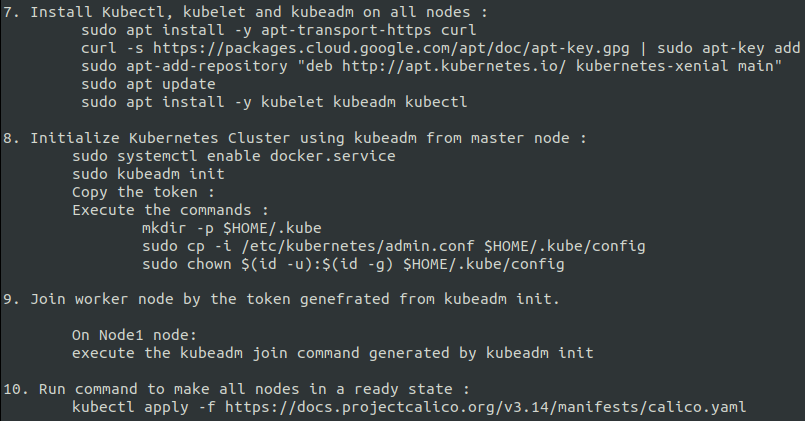 7. Install Kubectl, kubelet and kubeadm on all nodes :
sudo apt install -y apt-transport-https curl
curl -s https://packages.cloud.google.com/apt/doc/apt-key.gpg | sudo apt-key add
sudo apt-add-repository "deb http://apt.kubernetes.io/ kubernetes-xenial main"
sudo apt update
sudo apt install -y kubelet kubeadm kubectl
8. Initialize Kubernetes Cluster using kubeadm from master node :
sudo systemctl enable docker.service
sudo kubeadm init
Copy the token :
Execute the commands :
mkdir -p $HOME/.kube
sudo cp -i /etc/kubernetes/admin.conf $HOME/.kube/config
sudo chown $(id -u):$(id -g) $HOME/.kube/config
9. Join worker node by the token genefrated from kubeadm init.
On Node1 node:
execute the kubeadm join command generated by kubeadm init
10. Run command to make all nodes in a ready state :
kubectl apply -f https://docs.projectcalico.org/v3.14/manifests/calico.yaml